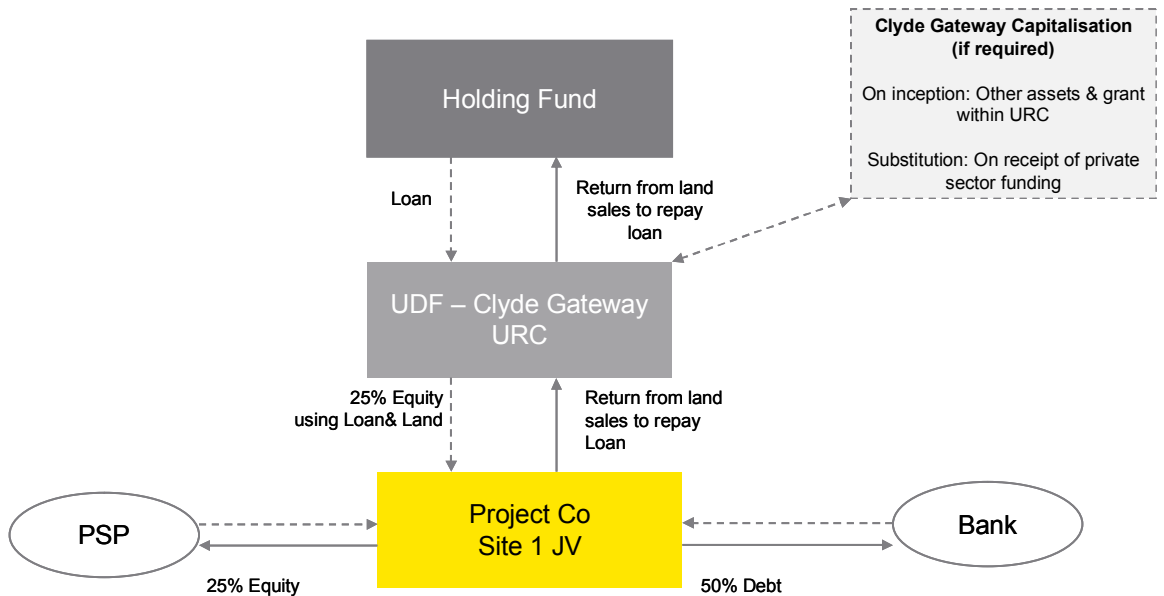 Clyde Gateway Capitalisation
(if required)
On inception: Other assets & grant
within URC
Substitution: On receipt of private
sector funding
Holding Fund
Loan
Return from land
sales to repay
loan
UDF – Clyde Gateway
URC
25% Equity
using Loan& Land
Return from land
sales to repay
Loan
PSP
Project Co
Site 1 JV
Bank
25% Equity
50% Debt